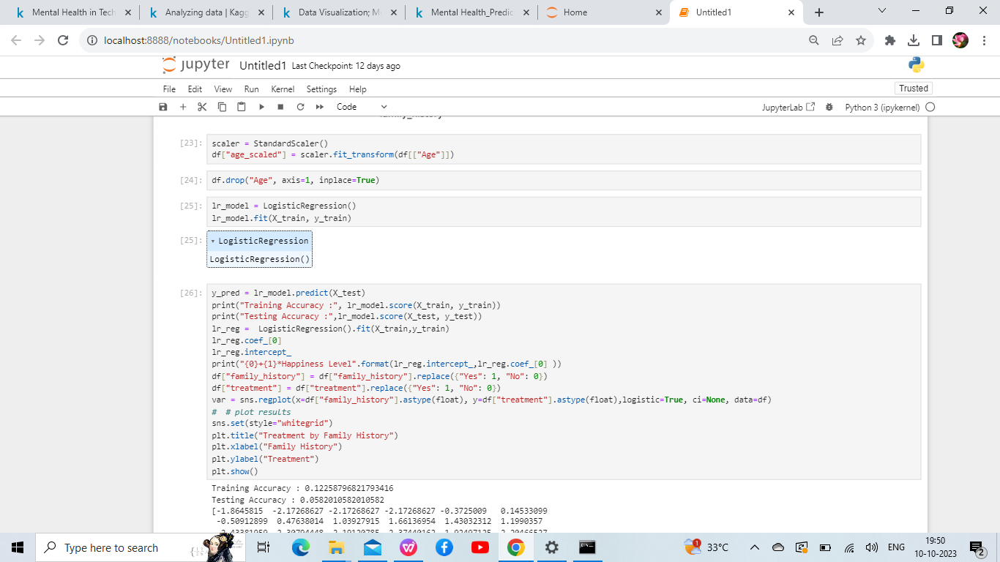 Mental Health in Tech
Analyzing data | Kagg
Data Visualization; M
Mental Health_Predic
Home
Untitled1
localhost:8888/notebooks/Untitled1.ipynb
jupyter Untitled1 Last Checkpoint: 12 days ago
File Edit View Run Kernel Settings Help
Trusted
Code
JupyterLab
Python 3 (ipykernel)
[23]:
scaler = StandardScaler()
df["age_scaled"] = scaler.fit_transform(df[["Age"]])
[24]:
df.drop("Age", axis=1, inplace=True)
[25]:
lr_model = LogisticRegression()
lr_model.fit(X_train, y_train)
[25]:
▾ LogisticRegression
LogisticRegression()
[26]:
y_pred = lr_model.predict(X_test)
print("Training Accuracy :", lr_model.score(X_train, y_train))
print("Testing Accuracy :",lr_model.score(X_test, y_test))
lr_reg =  LogisticRegression().fit(X_train,y_train)
lr_reg.coef_[0]
lr_reg.intercept_
print("{0}+{1}*Happiness Level".format(lr_reg.intercept_,lr_reg.coef_[0] ))
df["family_history"] = df["family_history"].replace({"Yes": 1, "No": 0})
df["treatment"] = df["treatment"].replace({"Yes": 1, "No": 0})
var = sns.regplot(x=df["family_history"].astype(float), y=df["treatment"].astype(float),logistic=True, ci=None, data=df)
#  # plot results
sns.set(style="whitegrid")
plt.title("Treatment by Family History")
plt.xlabel("Family History")
plt.ylabel("Treatment")
plt.show()
Training Accuracy : 0.12258796821793416
Testing Accuracy : 0.0582010582010582
[-1.8645815  -2.17268627 -2.17268627 -2.17268627 -0.3725009   0.14533099
-0.50912899  0.47638014  1.03927915  1.66136954  1.43032312  1.1990357
Type here to search
1
33°C
ENG
19:50
10-10-2023
2